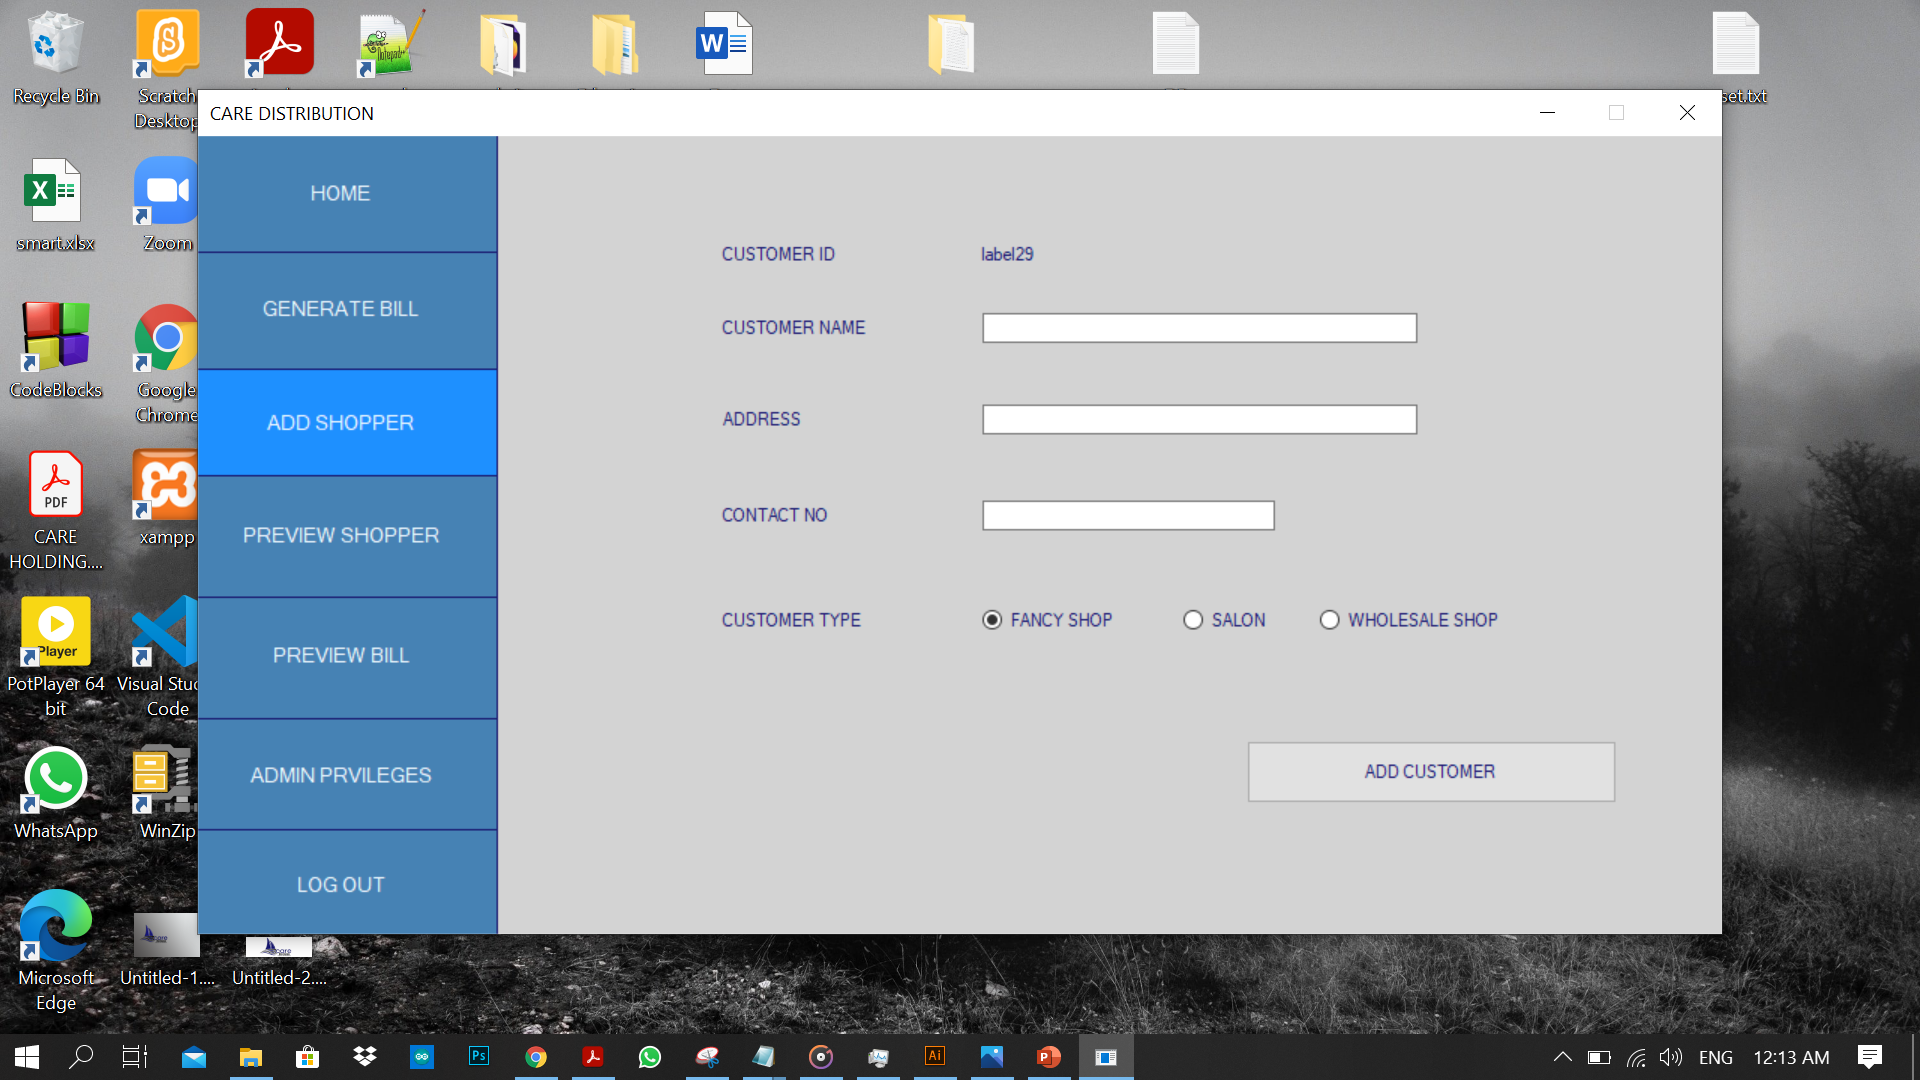 Recycle Bin
Scratch
Desktop
set.txt
CARE DISTRIBUTION
smart.xlsx
Zoom
CodeBlocks
Google
Chrome
PDF
CARE
HOLDING....
xampp
Player
PotPlayer 64
bit
Visual Stuc
Code
WhatsApp
WinZip
Microsoft
Edge
Untitled-1....
Untitled-2....
HOME
GENERATE BILL
ADD SHOPPER
PREVIEW SHOPPER
PREVIEW BILL
ADMIN PRVILEGES
LOG OUT
CUSTOMER ID
label29
CUSTOMER NAME
ADDRESS
CONTACT NO
CUSTOMER TYPE
FANCY SHOP
SALON
WHOLESALE SHOP
ADD CUSTOMER
ENG
12:13 AM